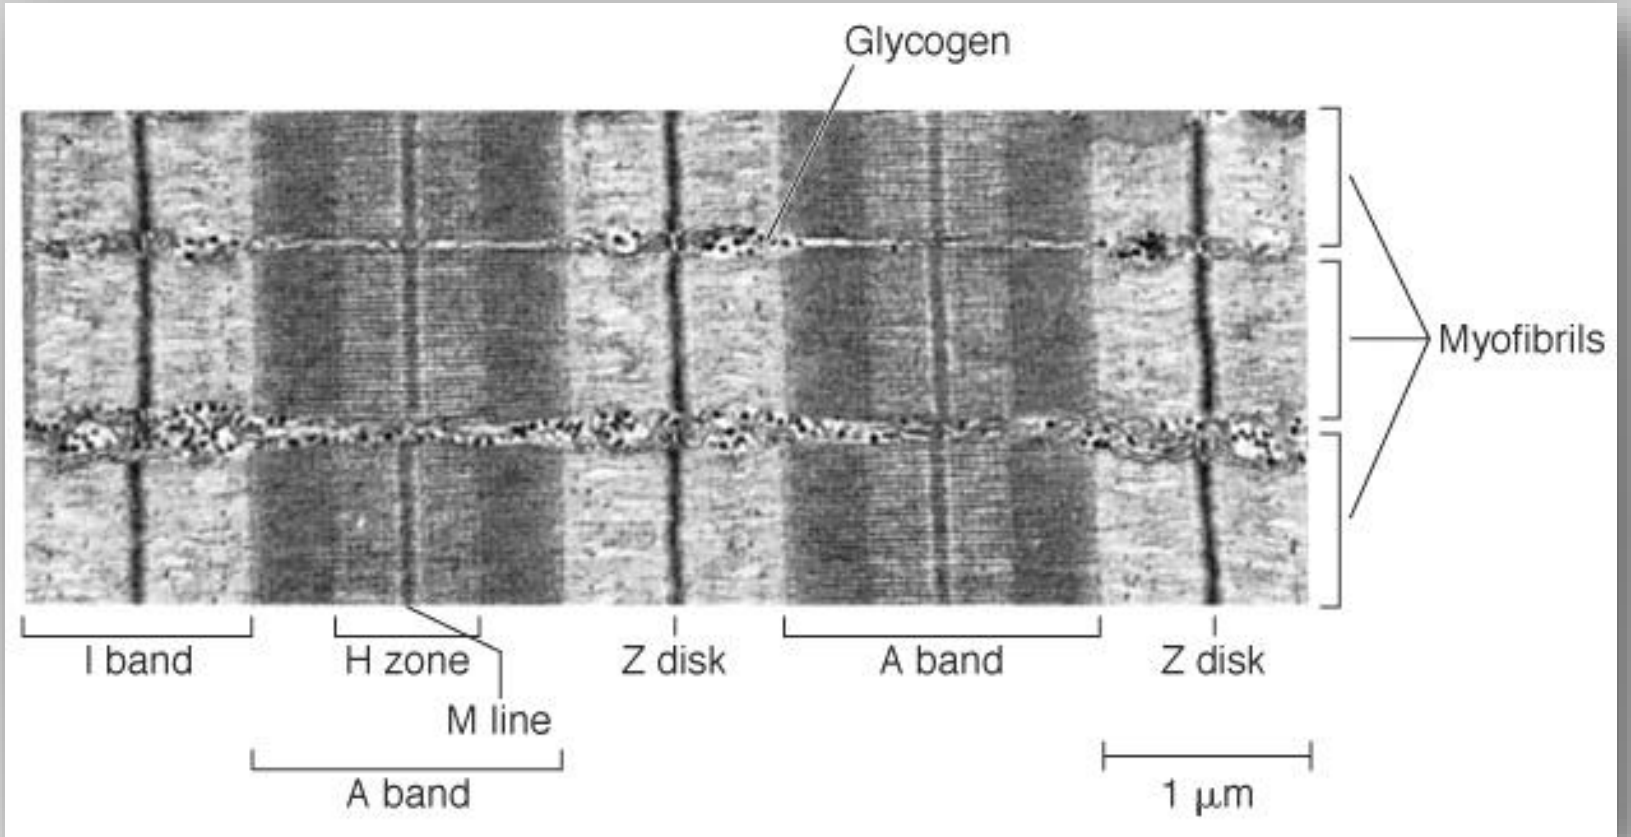 Glycogen
Myofibrils
I band
H zone
Z disk
A band
Z disk
M line
A band
1 μm